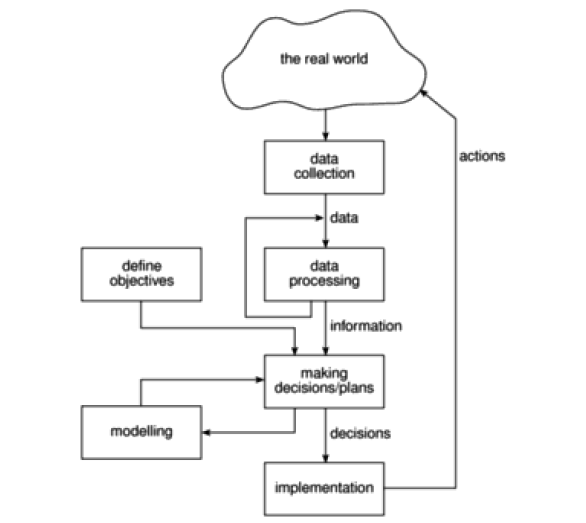 the real world
actions
data
collection
data
define
objectives
data
processing
information
making
decisions/plans
modelling
decisions
implementation